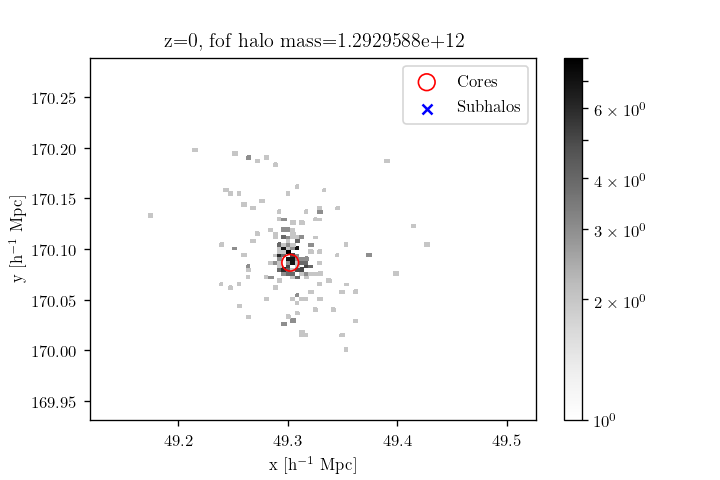 z=0, fof halo mass=1.2929588e+12
Cores
Subhalos
y [h⁻¹ Mpc]
170.25
170.20
170.15
170.10
170.05
170.00
169.95
49.2 49.3 49.4 49.5
x [h⁻¹ Mpc]
6 × 10⁰
4 × 10⁰
3 × 10⁰
2 × 10⁰
10⁰